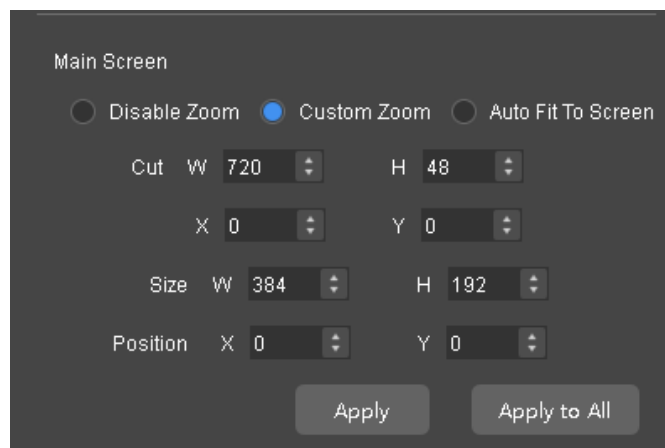 Main Screen
Disable Zoom Custom Zoom Auto Fit To Screen
Cut W 720 H 48
X 0 Y 0
Size W 384 H 192
Position X 0 Y 0
Apply Apply to All